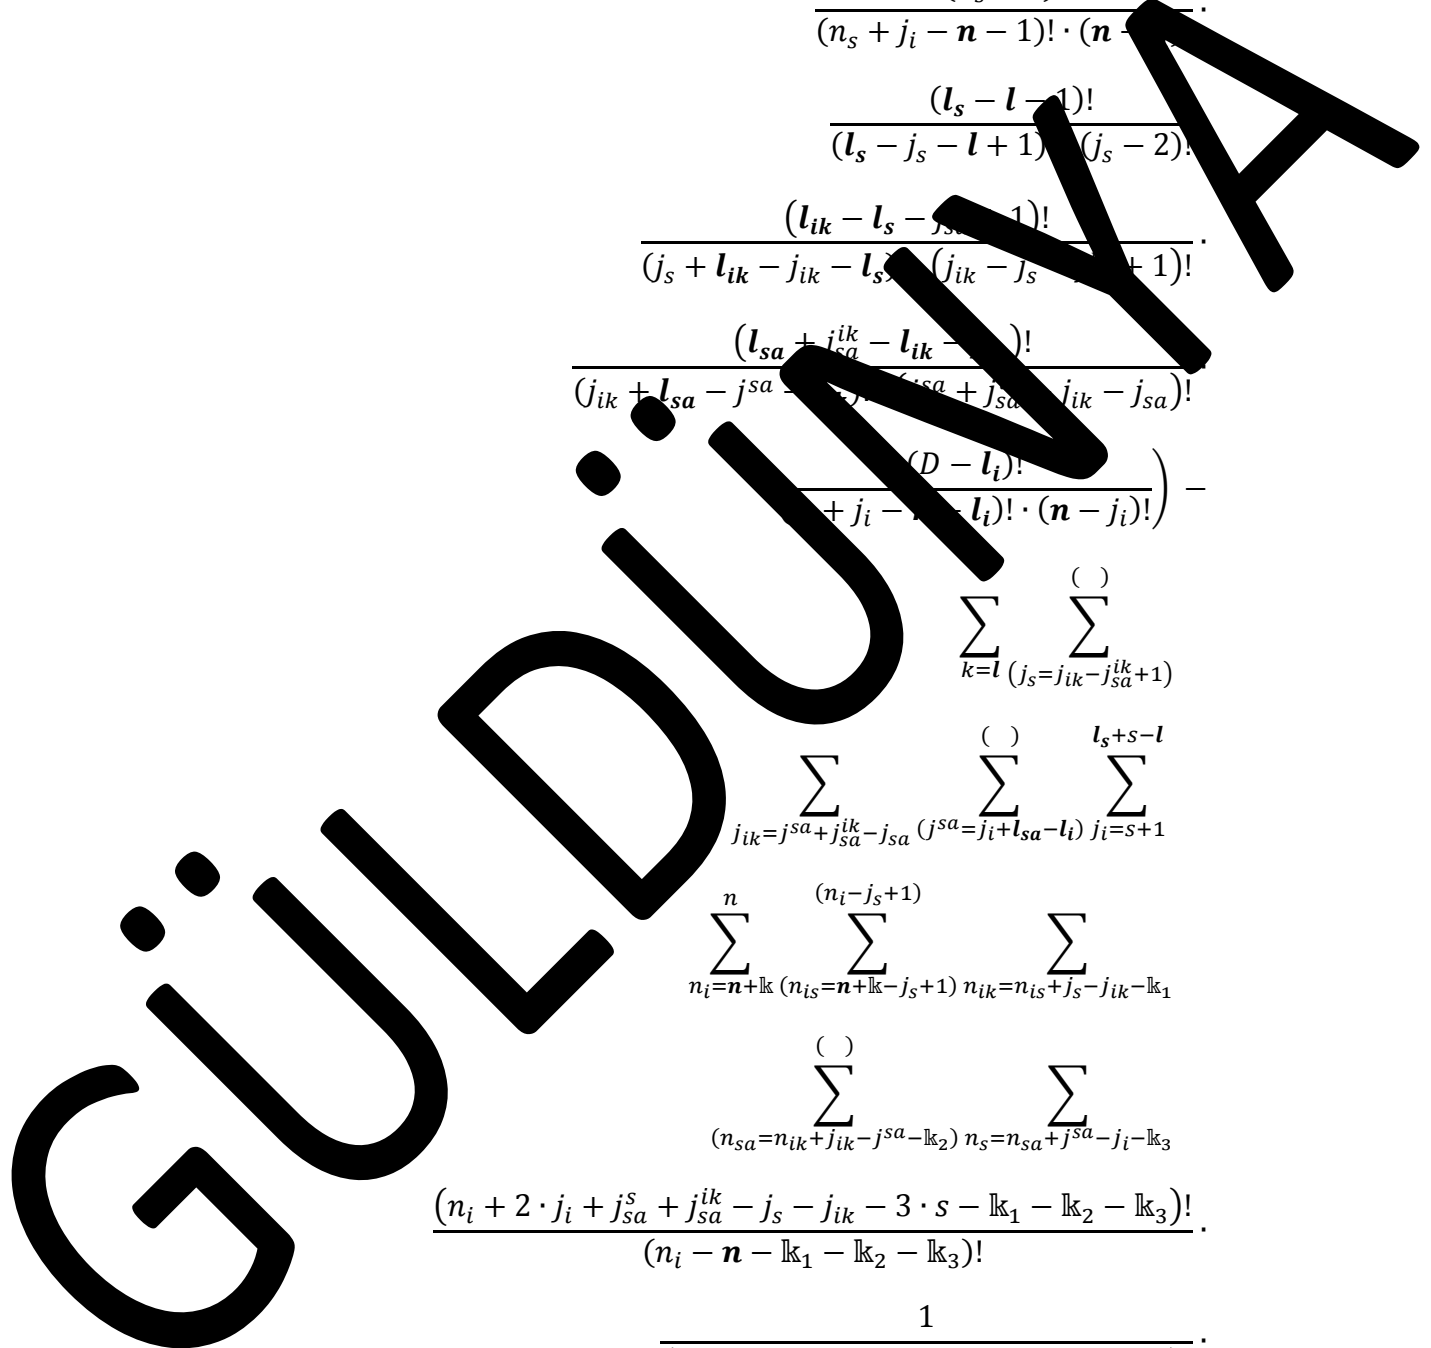 (n_s + j_i − n − 1)! · (n
(l_s − l − 1)!
(l_s − j_s − l + 1) (j_s − 2)!
(l_ik − l_s − 1)! ·
(j_s + l_ik − j_ik − l_s) (j_ik − j_s + 1)!
(l_sa + j_sa^ik − l_ik − )!
(j_ik + l_sa − j^sa + j_sa j_ik − j_sa)!
(D − l_i)!
+ j_i − − l_i)! · (n − j_i)!) −
( )
∑ ∑
k=l (j_s=j_ik−j_sa^ik+1)
( ) l_s+s−l
∑ ∑ ∑
j_ik=j^sa+j_sa^ik−j_sa (j^sa=j_i+l_sa−l_i) j_i=s+1
n (n_i−j_s+1)
∑ ∑ ∑
n_i=n+𝕜 (n_is=n+𝕜−j_s+1) n_ik=n_is+j_s−j_ik−𝕜_1
( )
∑ ∑
(n_sa=n_ik+j_ik−j^sa−𝕜_2) n_s=n_sa+j^sa−j_i−𝕜_3
(n_i + 2 · j_i + j_sa^s + j_sa^ik − j_s − j_ik − 3 · s − 𝕜_1 − 𝕜_2 − 𝕜_3)! ·
(n_i − n − 𝕜_1 − 𝕜_2 − 𝕜_3)!
1 ·
GÜLDÜNYA